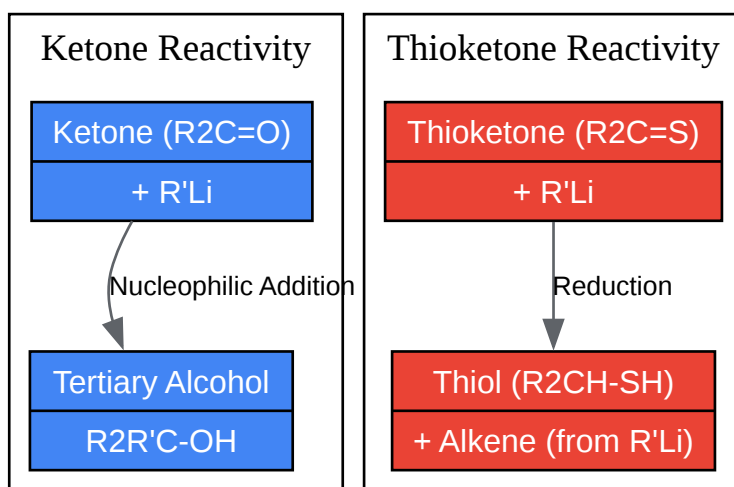 Ketone Reactivity
Ketone (R2C=O)
+ R'Li
Nucleophilic Addition
Tertiary Alcohol
R2R'C-OH
Thioketone Reactivity
Thioketone (R2C=S)
+ R'Li
Reduction
Thiol (R2CH-SH)
+ Alkene (from R'Li)